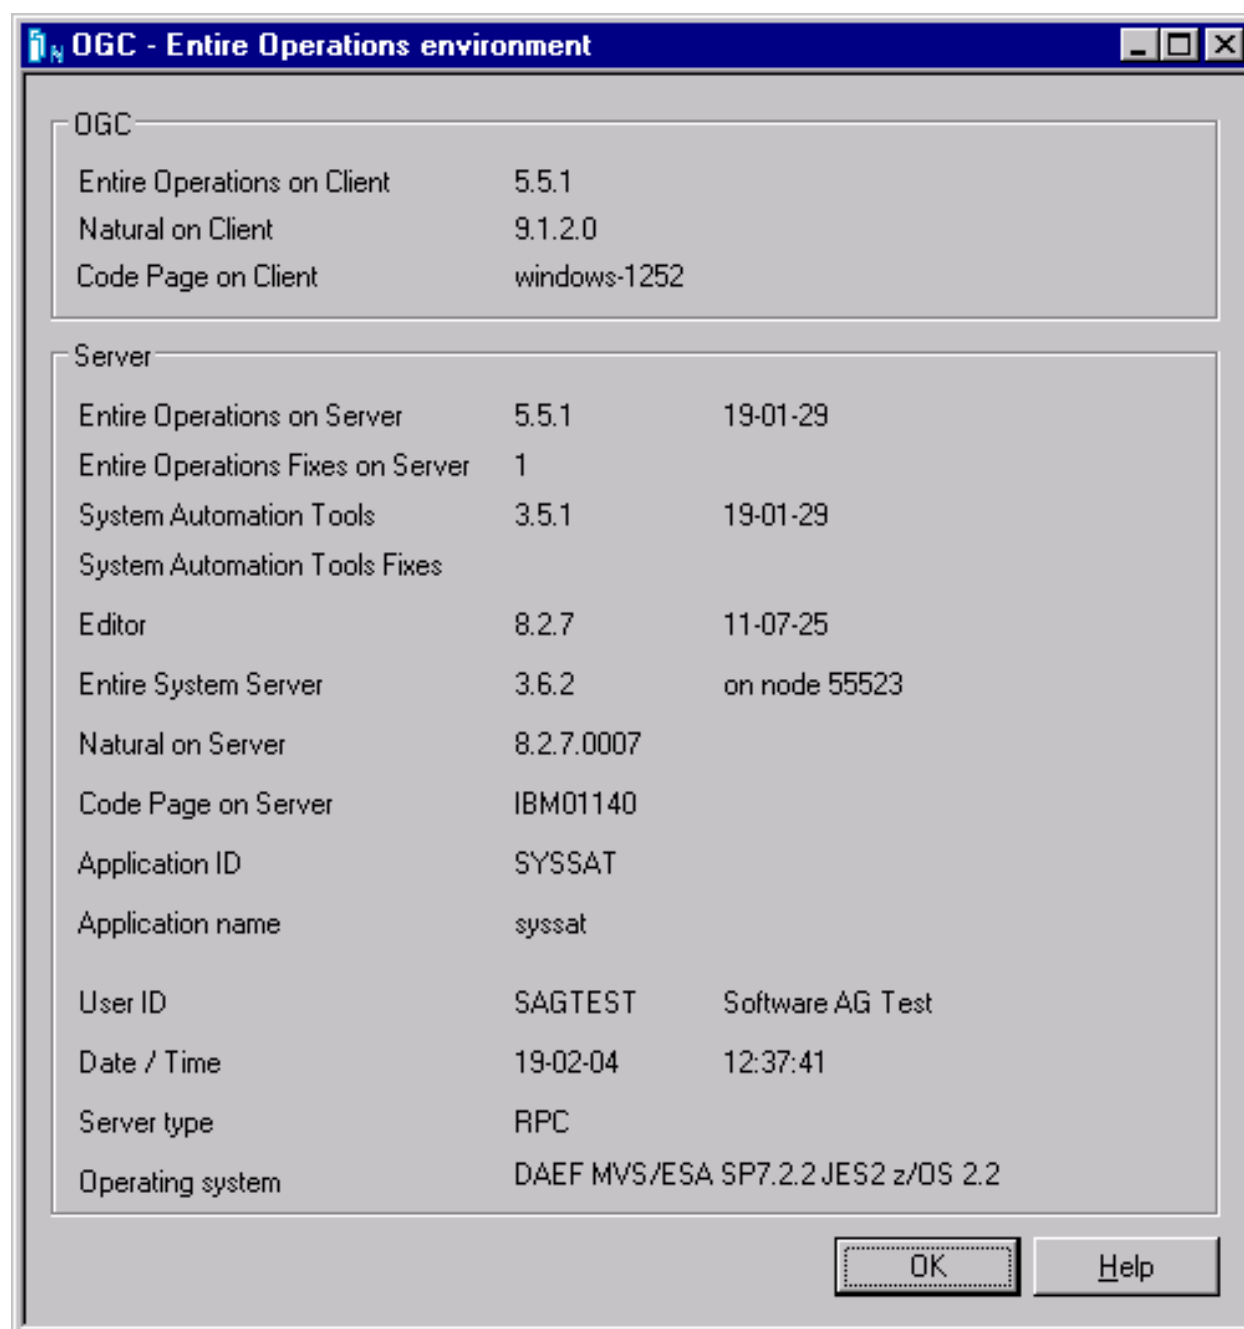 OGC - Entire Operations environment
OGC
Entire Operations on Client 5.5.1
Natural on Client 9.1.2.0
Code Page on Client windows-1252
Server
Entire Operations on Server 5.5.1 19-01-29
Entire Operations Fixes on Server 1
System Automation Tools 3.5.1 19-01-29
System Automation Tools Fixes
Editor 8.2.7 11-07-25
Entire System Server 3.6.2 on node 55523
Natural on Server 8.2.7.0007
Code Page on Server IBM01140
Application ID SYSSAT
Application name syssat
User ID SAGTEST Software AG Test
Date / Time 19-02-04 12:37:41
Server type RPC
Operating system DAEF MVS/ESA SP7.2.2 JES2 z/OS 2.2
OK Help